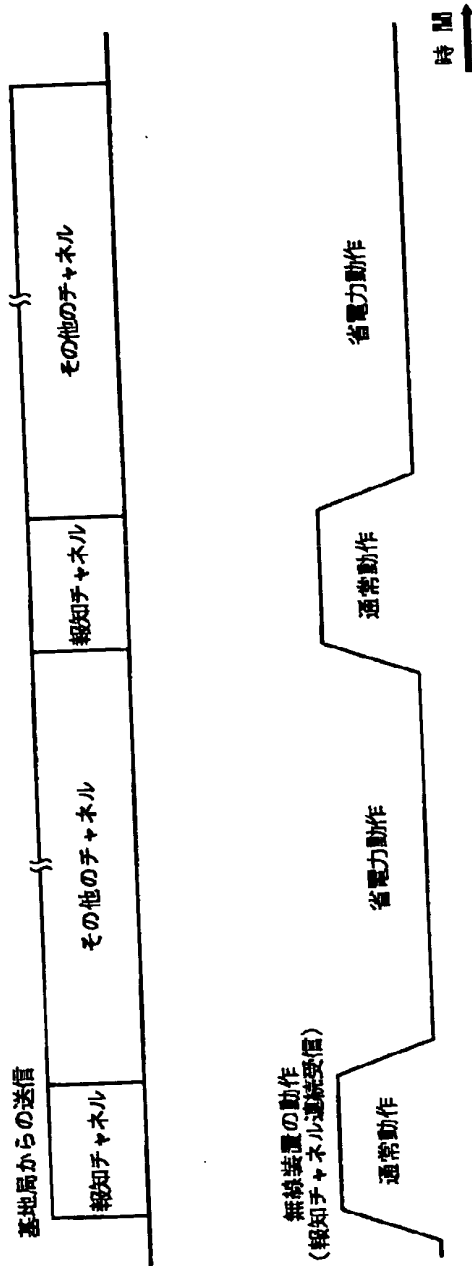 基地局からの送信
報知チャネル
その他のチャネル
報知チャネル
その他のチャネル
無線装置の動作
(報知チャネル連続受信)
通常動作
省電力動作
通常動作
省電力動作
時間